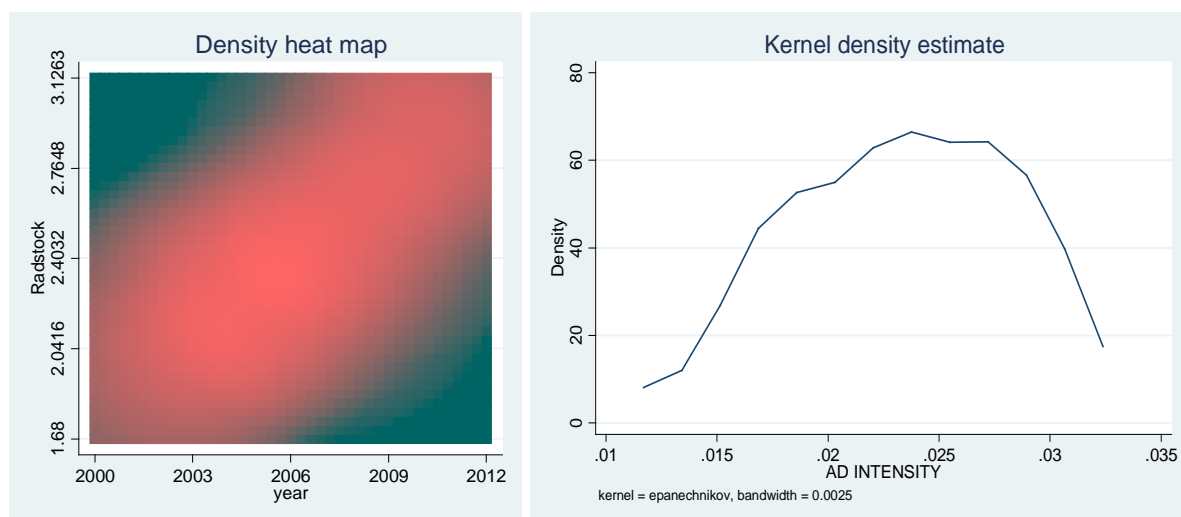 Density heat map
3.1263
2.7648
2.4032
2.0416
1.68
Radstock
2000 2003 2006 2009 2012
year
Kernel density estimate
80
60
40
20
0
Density
.01 .015 .02 .025 .03 .035
AD INTENSITY
kernel = epanechnikov, bandwidth = 0.0025